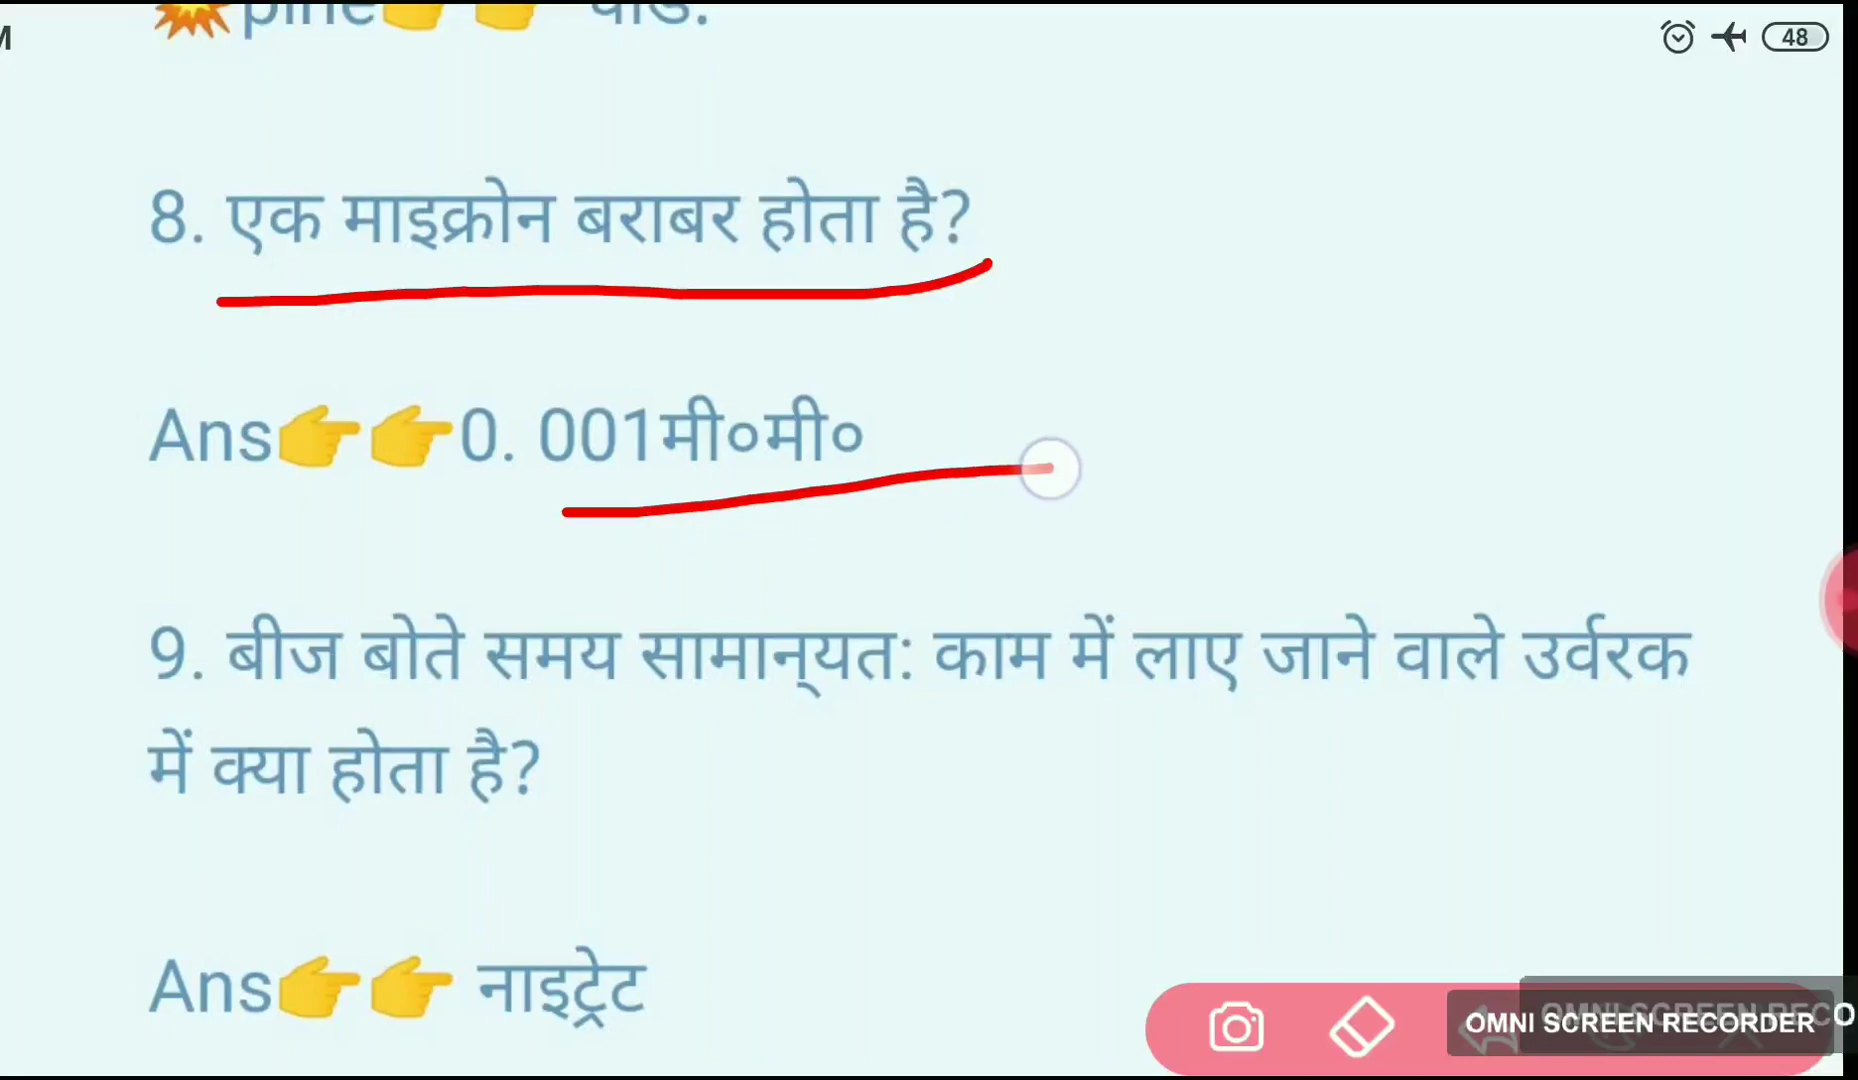 💥pine👉👉
48
8. एक माइक्रोन बराबर होता है?
Ans👉👉0. 001मी०मी०
9. बीज बोते समय सामान्यत: काम में लाए जाने वाले उर्वरक
में क्या होता है?
Ans👉👉 नाइट्रेट
OMNI SCREEN RECORDER